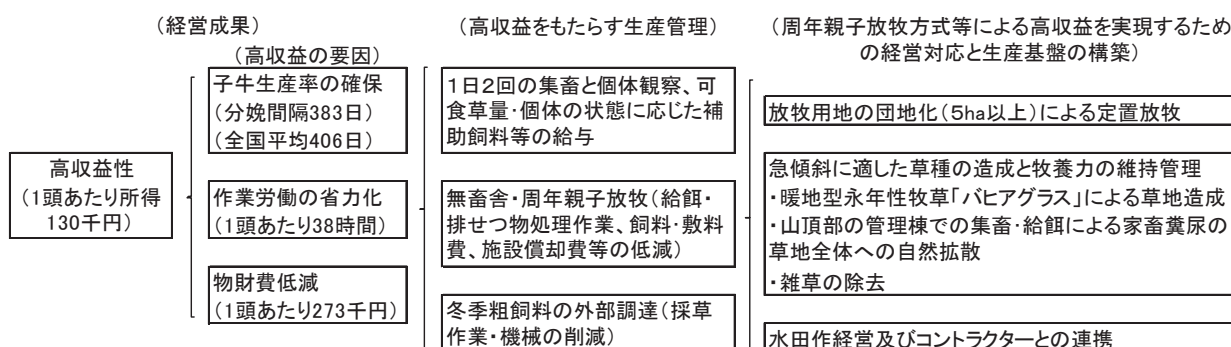 (経営成果)
(高収益の要因)
(高収益をもたらす生産管理)
(周年親子放牧方式等による高収益を実現するため
の経営対応と生産基盤の構築)
高収益性
(1頭あたり所得
130千円)
子牛生産率の確保
(分娩間隔383日)
(全国平均406日)
作業労働の省力化
(1頭あたり38時間)
物財費低減
(1頭あたり273千円)
1日2回の集畜と個体観察、可
食草量・個体の状態に応じた補
助飼料等の給与
無畜舎・周年親子放牧(給餌・
排せつ物処理作業、飼料・敷料
費、施設償却費等の低減)
冬季粗飼料の外部調達(採草
作業・機械の削減)
放牧用地の団地化(5ha以上)による定置放牧
急傾斜に適した草種の造成と牧養力の維持管理
・暖地型永年性牧草「バヒアグラス」による草地造成
・山頂部の管理棟での集畜・給餌による家畜糞尿の
草地全体への自然拡散
・雑草の除去
水田作経営及びコントラクターとの連携